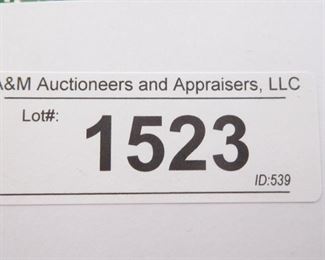 A&M Auctioneers and Appraisers, LLC
Lot#:
1523
ID:539